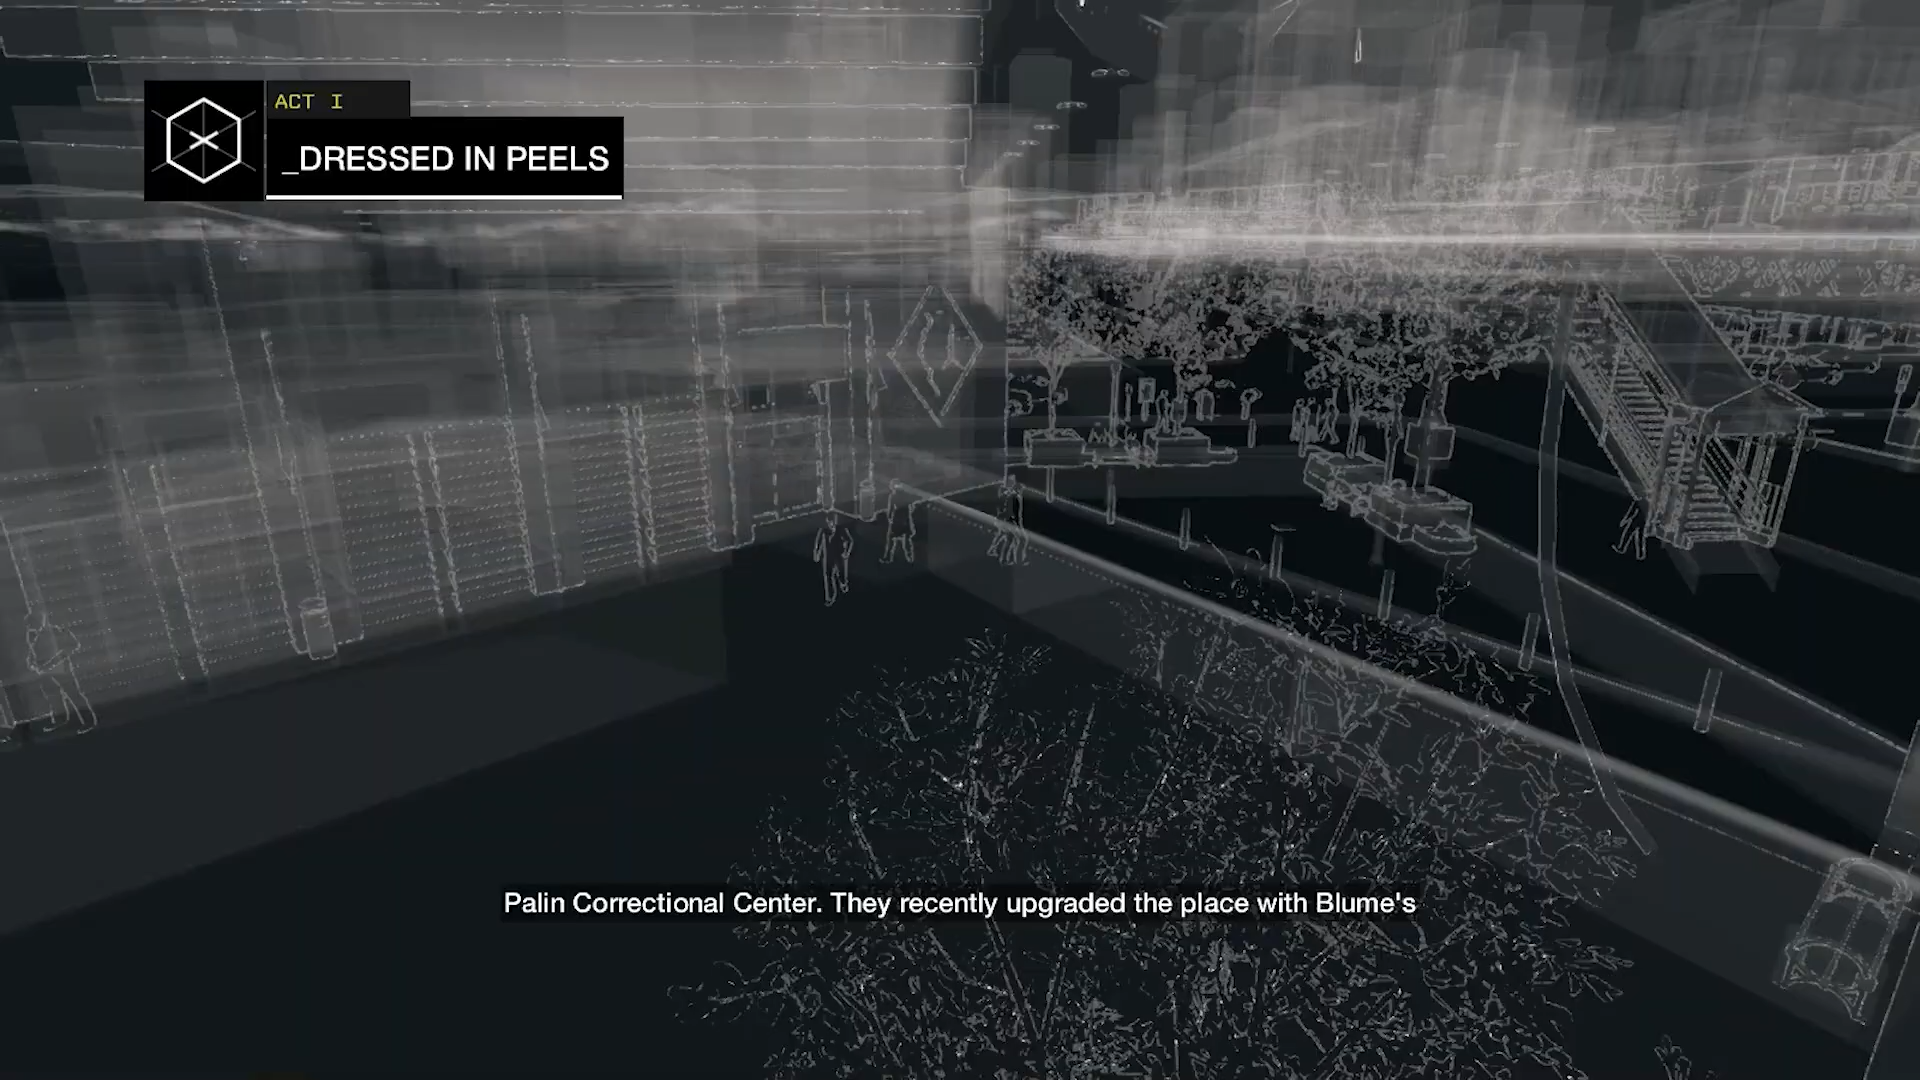 ACT I
_DRESSED IN PEELS
Palin Correctional Center. They recently upgraded the place with Blume's